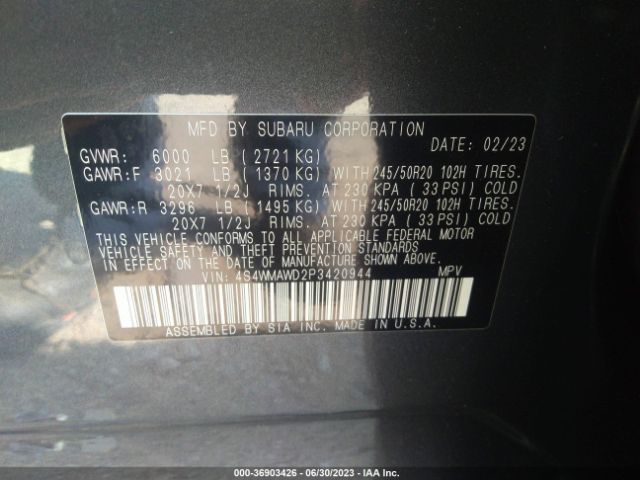 MFD BY SUBARU CORPORATION
DATE: 02/23
GVWR: 6000 LB ( 2721 KG)
GAWR:F 3021 LB ( 1370 KG) WITH 245/50R20 102H TIRES.
20X7 1/2J RIMS. AT 230 KPA ( 33 PSI) COLD
GAWR:R 3296 LB ( 1495 KG) WITH 245/50R20 102H TIRES.
20X7 1/2J RIMS. AT 230 KPA ( 33 PSI) COLD
THIS VEHICLE CONFORMS TO ALL APPLICABLE FEDERAL MOTOR
VEHICLE SAFETY AND THEFT PREVENTION STANDARDS
IN EFFECT ON THE DATE OF MANUFACTURE SHOWN ABOVE.
VIN: 4S4WMAWD2P3420944 MPV
ASSEMBLED BY SIA INC. MADE IN U.S.A.
000-36903426 - 06/30/2023 - IAA Inc.